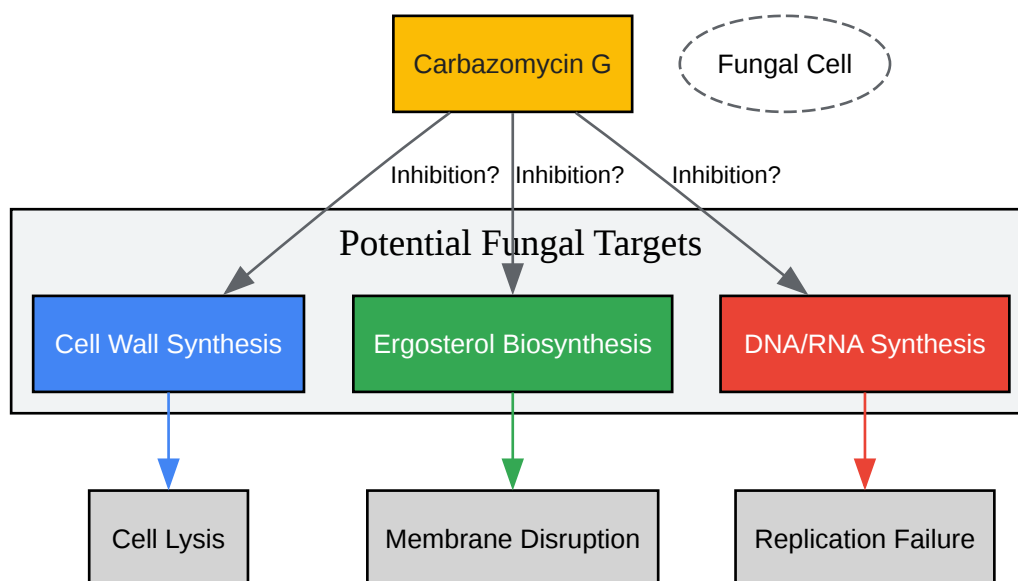 Carbazomycin G
Fungal Cell
Inhibition?
Inhibition?
Inhibition?
Potential Fungal Targets
Cell Wall Synthesis
Ergosterol Biosynthesis
DNA/RNA Synthesis
Cell Lysis
Membrane Disruption
Replication Failure